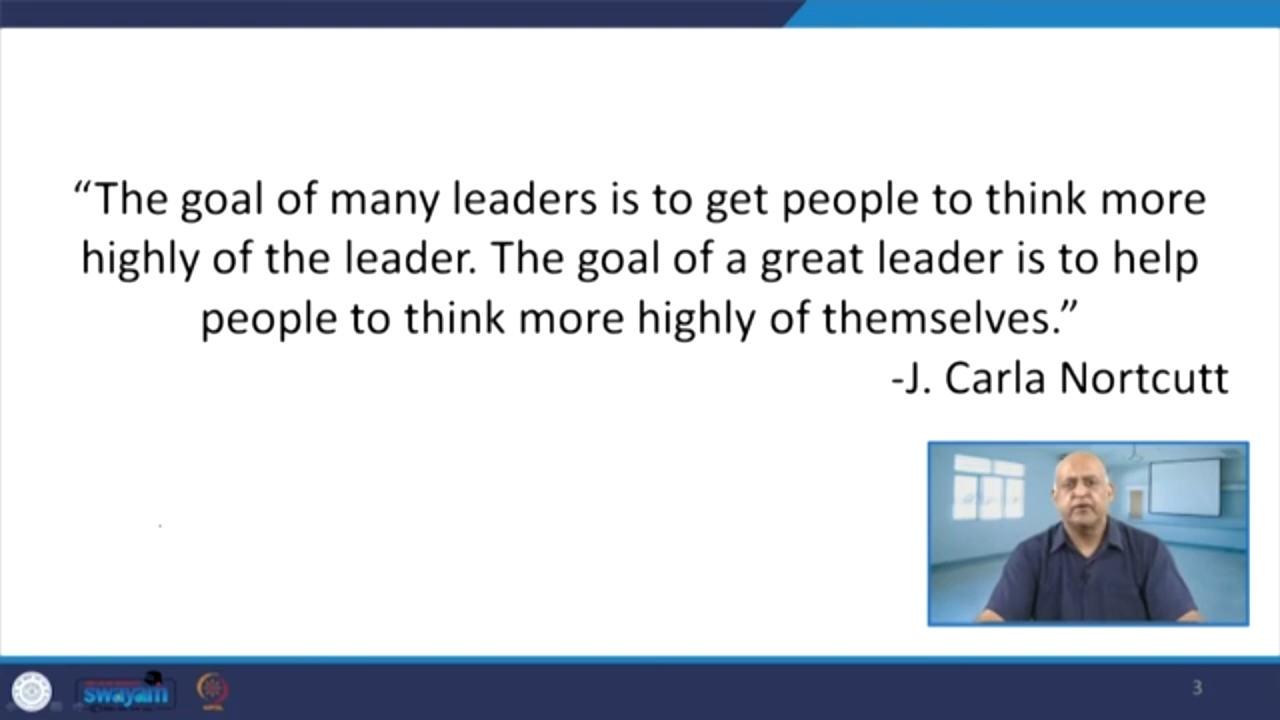 “The goal of many leaders is to get people to think more
highly of the leader. The goal of a great leader is to help
people to think more highly of themselves.”
-J. Carla Nortcutt
swayam
3